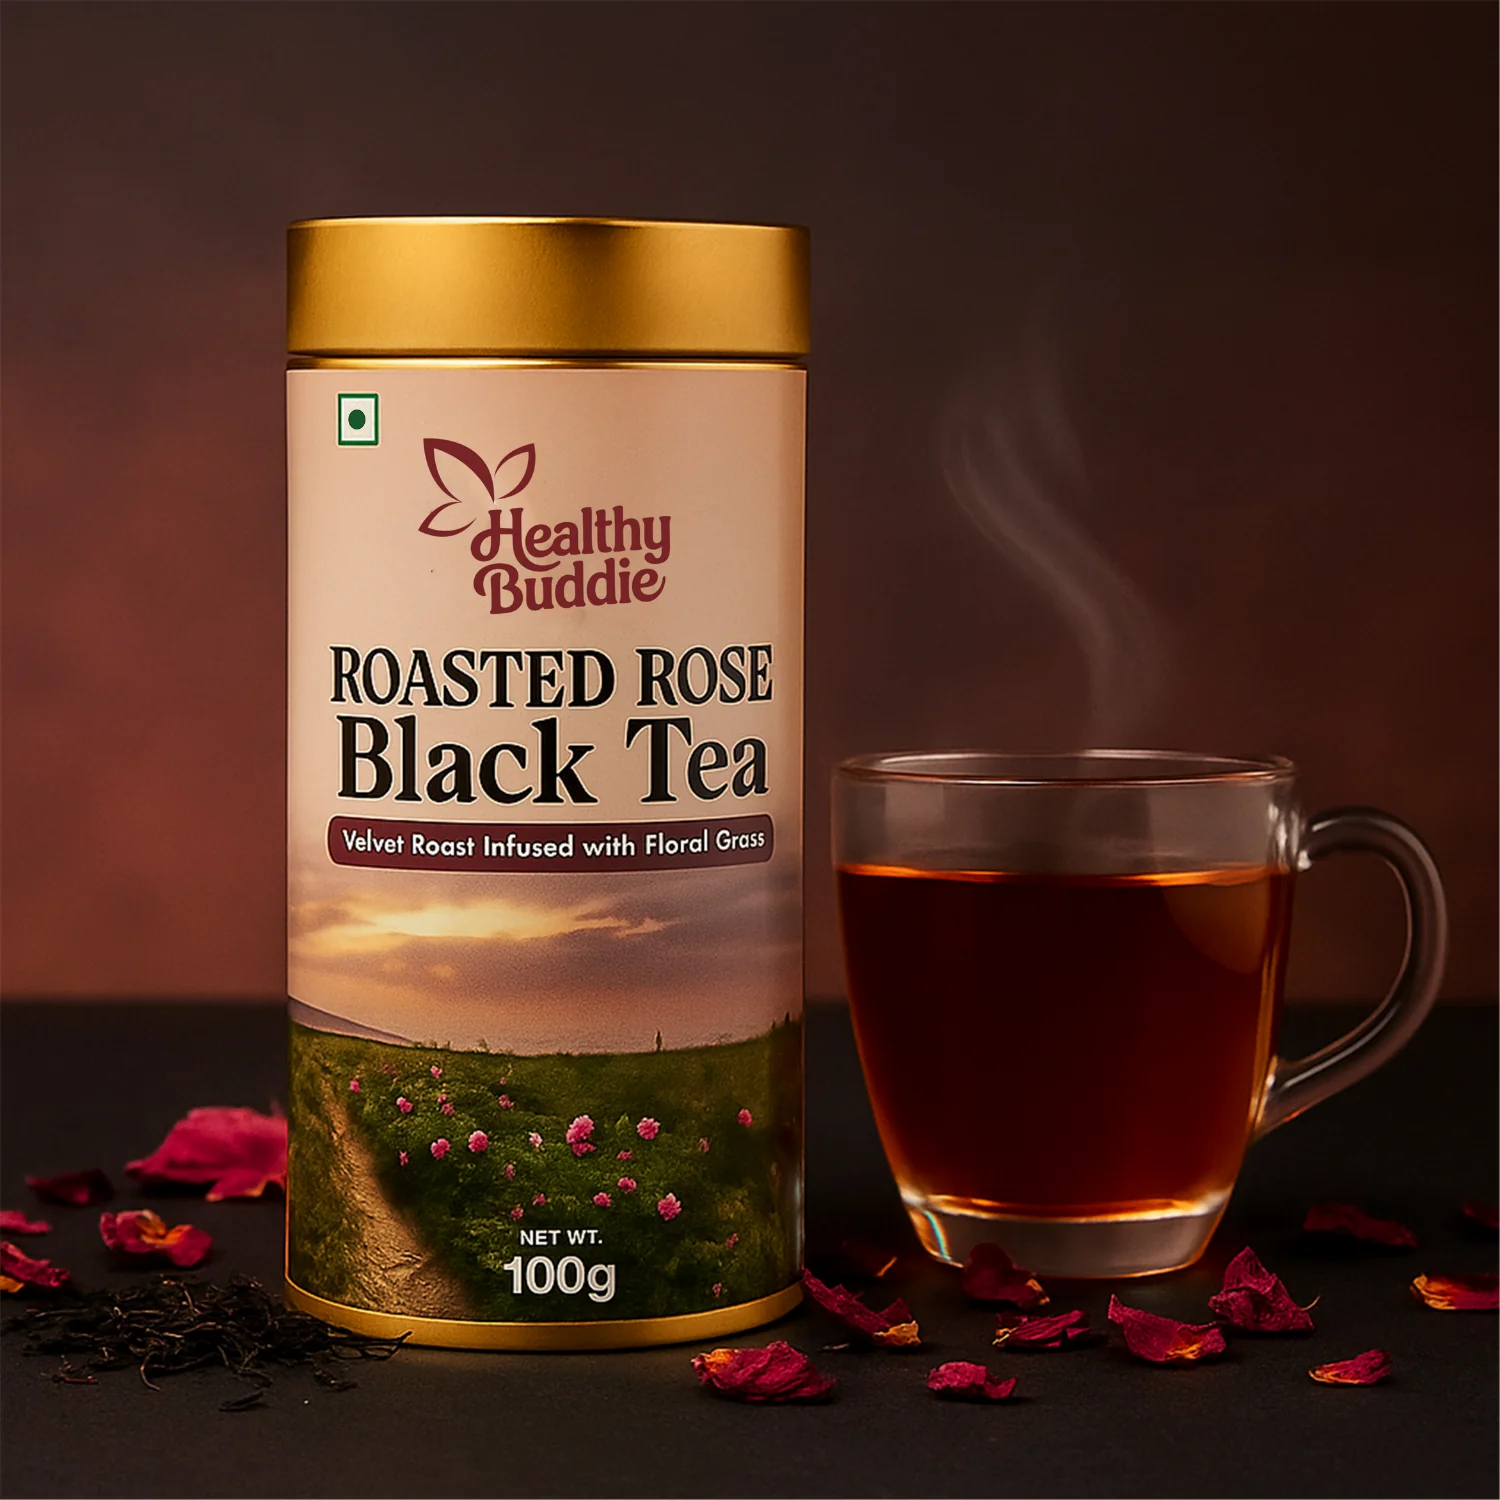 Healthy
Buddie
ROASTED ROSE
Black Tea
Velvet Roast Infused with Floral Grass
NET WT.
100g